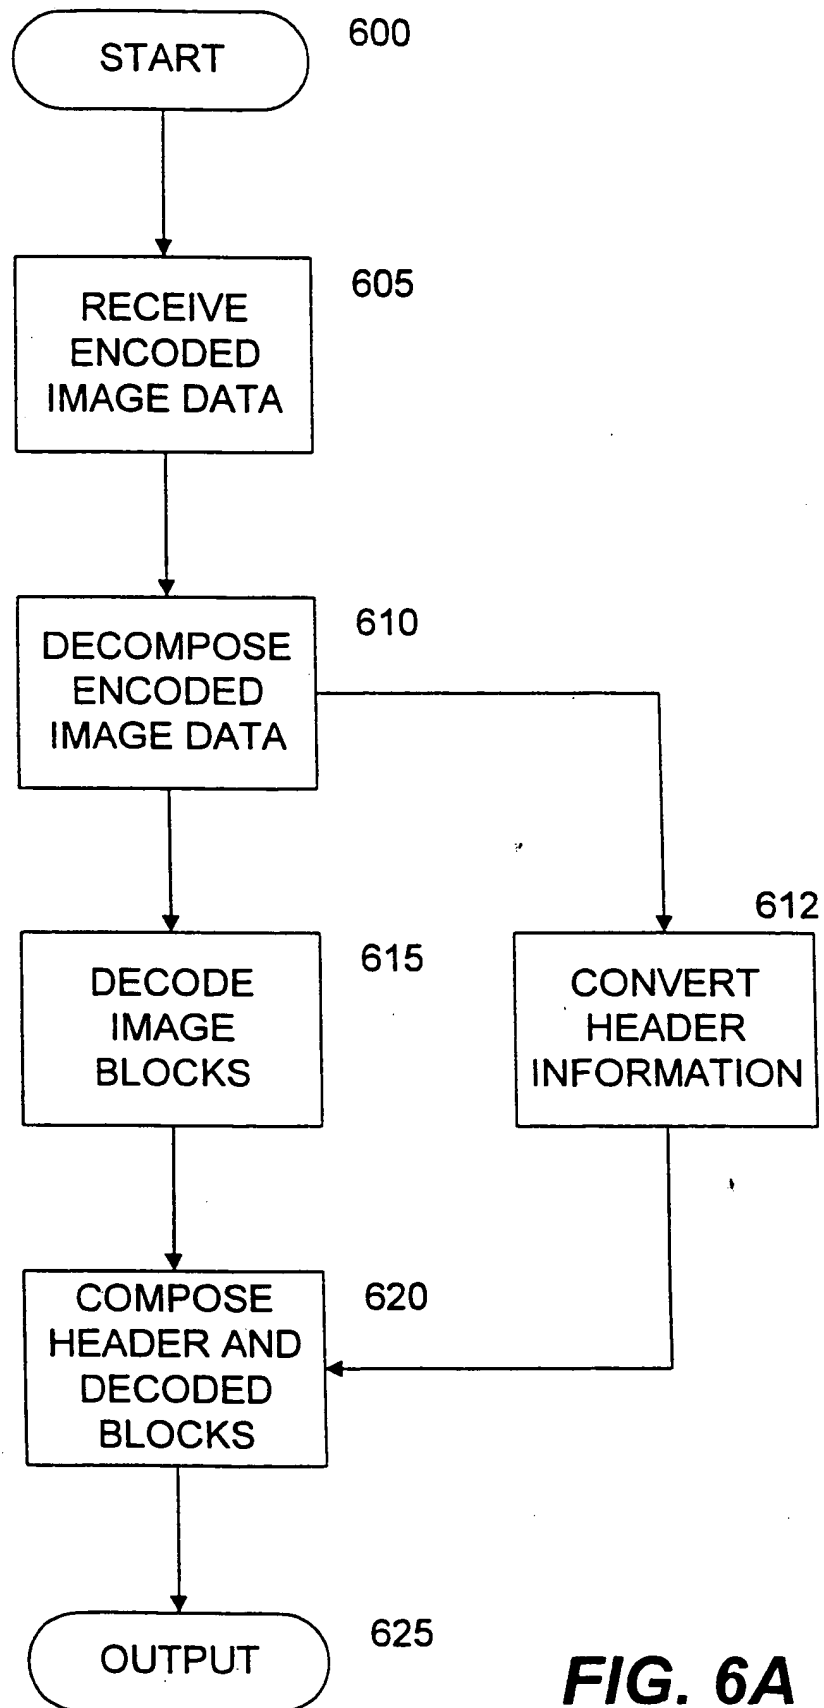 START
600
RECEIVE
ENCODED
IMAGE DATA
605
DECOMPOSE
ENCODED
IMAGE DATA
610
DECODE
IMAGE
BLOCKS
615
CONVERT
HEADER
INFORMATION
612
COMPOSE
HEADER AND
DECODED
BLOCKS
620
OUTPUT
625
FIG. 6A